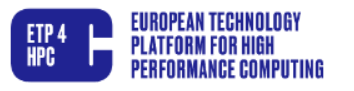 ETP 4
HPC
EUROPEAN TECHNOLOGY
PLATFORM FOR HIGH
PERFORMANCE COMPUTING